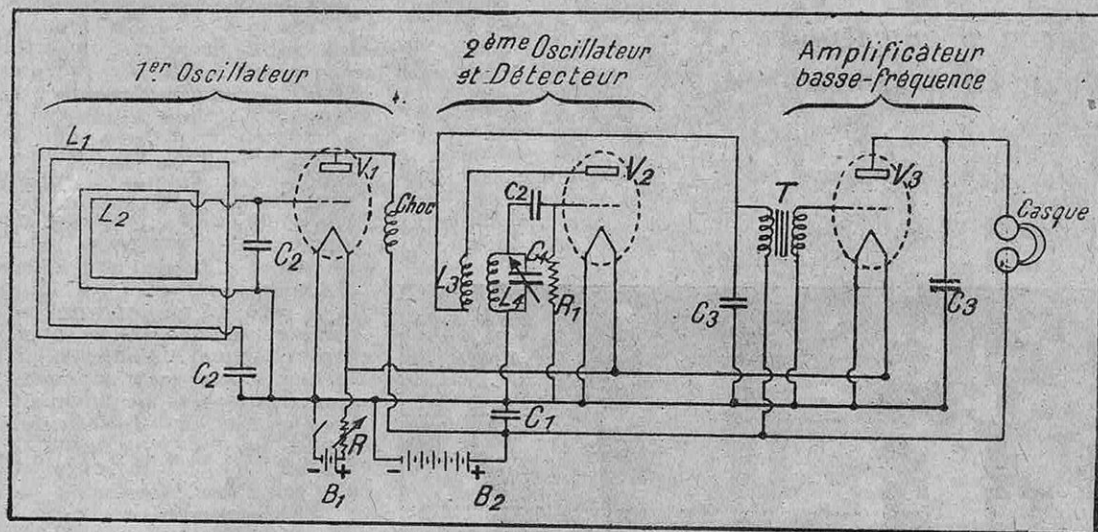 1er Oscillateur
2ème Oscillateur
et Détecteur
Amplificateur
basse-fréquence
L1
L2
C2
C2
V1
Choc
L3
L4
C2
C4
R1
V2
C3
T
V3
C3
Casque
R
C1
- +
B1
- +
B2